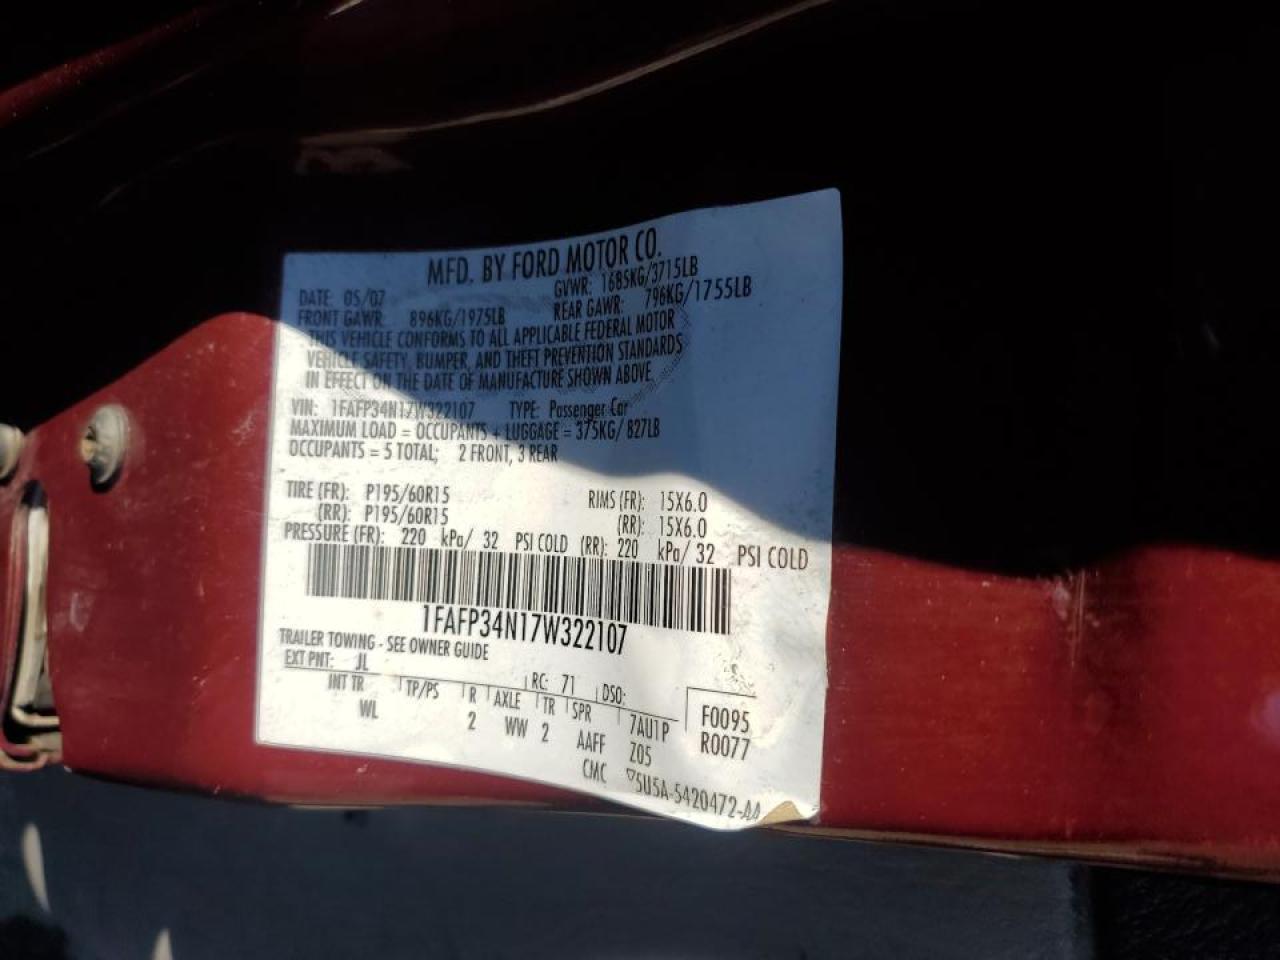 MFD. BY FORD MOTOR CO.
DATE: 05/07 GVWR: 1685KG/3715LB
FRONT GAWR: 896KG/1975LB REAR GAWR: 796KG/1755LB
THIS VEHICLE CONFORMS TO ALL APPLICABLE FEDERAL MOTOR
VEHICLE SAFETY, BUMPER, AND THEFT PREVENTION STANDARDS
IN EFFECT ON THE DATE OF MANUFACTURE SHOWN ABOVE
VIN: 1FAFP34N17W322107 TYPE: Passenger Car
MAXIMUM LOAD = OCCUPANTS + LUGGAGE = 375KG/ 827LB
OCCUPANTS = 5 TOTAL; 2 FRONT, 3 REAR
TIRE (FR): P195/60R15 RIMS (FR): 15X6.0
(RR): P195/60R15 (RR): 15X6.0
PRESSURE (FR): 220 kPa/ 32 PSI COLD (RR): 220 kPa/ 32 PSI COLD
1FAFP34N17W322107
TRAILER TOWING - SEE OWNER GUIDE
EXT PNT: JL RC: 71 DSO:
INT TR TP/PS R AXLE TR SPR 7AU1P F0095
WL 2 WW 2 AAFF Z05 R0077
CMC 5U5A-5420472-AA